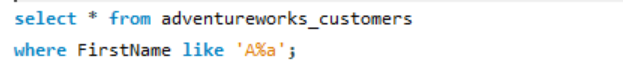 select * from adventureworks_customers
where FirstName like 'A%a';